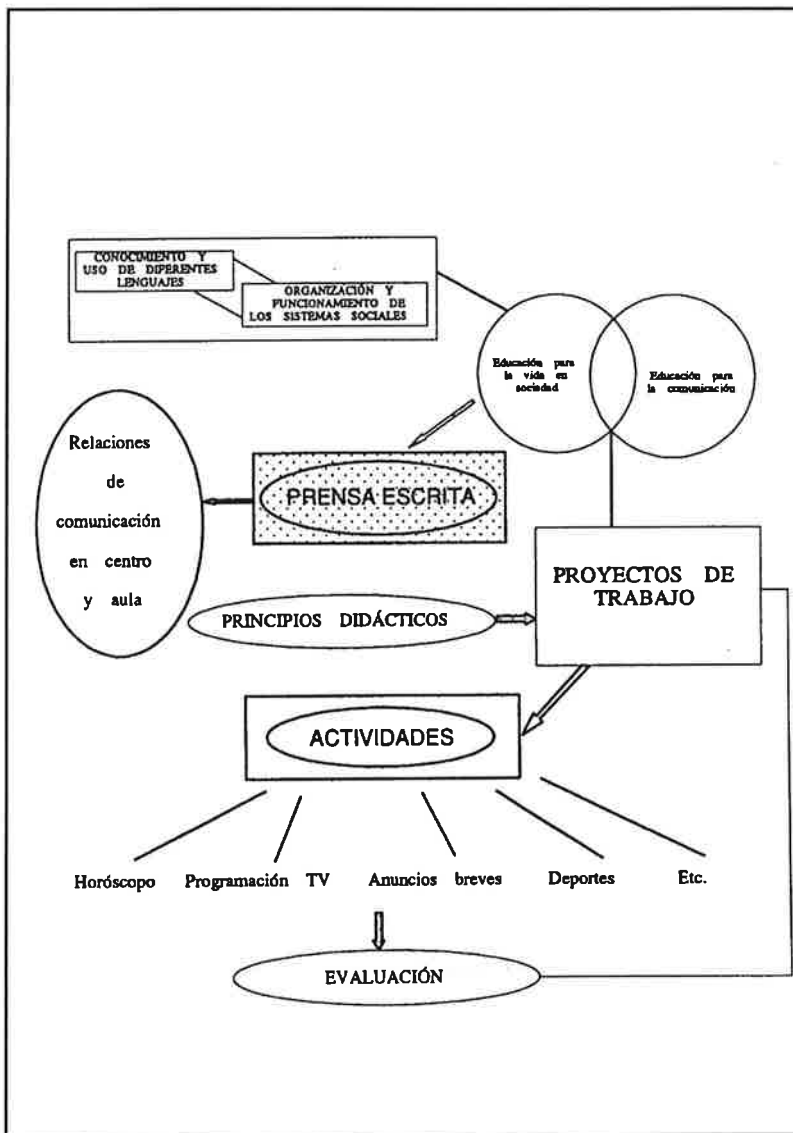 CONOCIMIENTO Y
USO DE DIFERENTES
LENGUAJES
ORGANIZACIÓN Y
FUNCIONAMIENTO DE
LOS SISTEMAS SOCIALES
Educación para
la vida en
sociedad
Educación para
la comunicación
Relaciones
de
comunicación
en centro
y aula
PRENSA ESCRITA
PROYECTOS DE
TRABAJO
PRINCIPIOS DIDÁCTICOS
ACTIVIDADES
Horóscopo Programación TV Anuncios breves Deportes Etc.
EVALUACIÓN